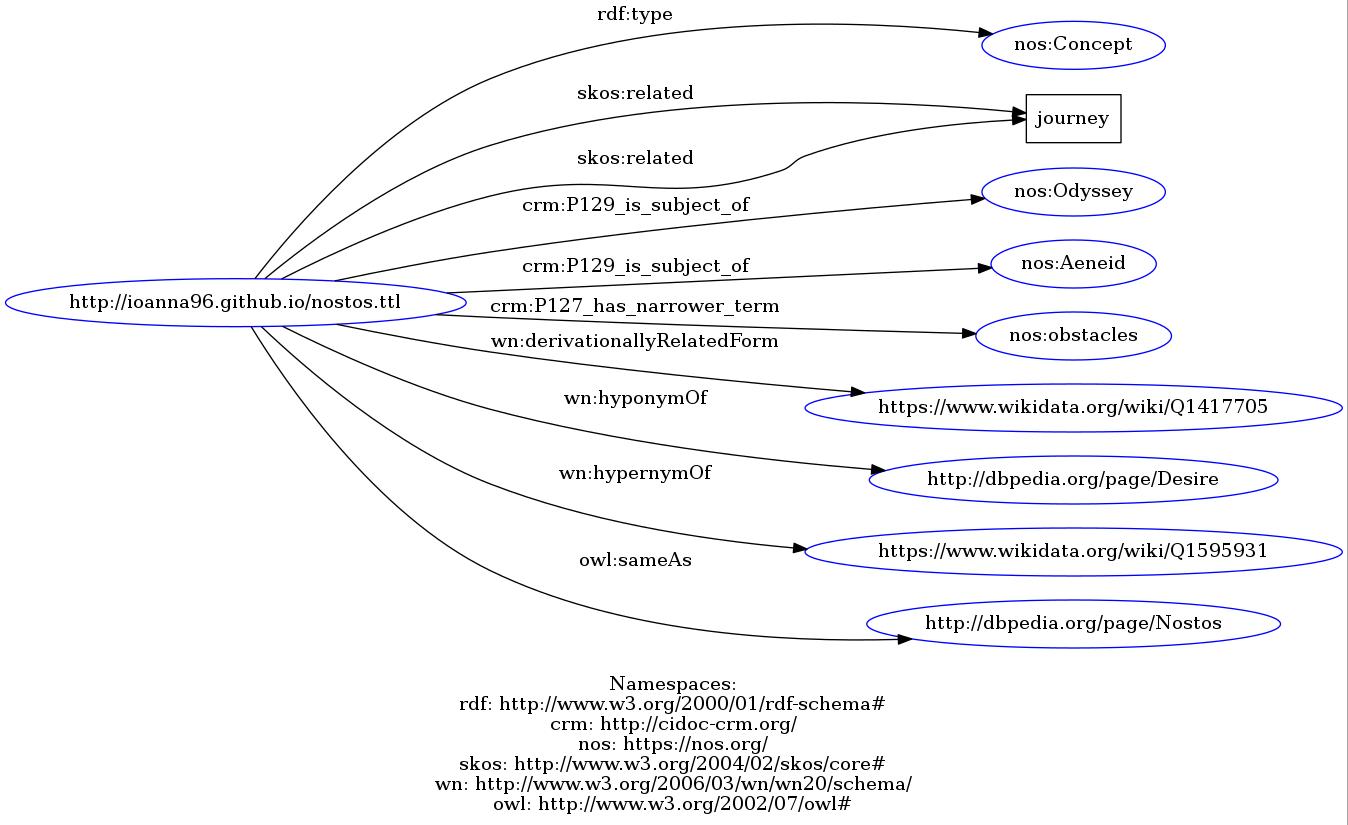 rdf:type
nos:Concept
skos:related
journey
skos:related
nos:Odyssey
crm:P129_is_subject_of
nos:Aeneid
crm:P129_is_subject_of
http://ioanna96.github.io/nostos.ttl
crm:P127_has_narrower_term
nos:obstacles
wn:derivationallyRelatedForm
https://www.wikidata.org/wiki/Q1417705
wn:hyponymOf
http://dbpedia.org/page/Desire
wn:hypernymOf
https://www.wikidata.org/wiki/Q1595931
owl:sameAs
http://dbpedia.org/page/Nostos
Namespaces:
rdf: http://www.w3.org/2000/01/rdf-schema#
crm: http://cidoc-crm.org/
nos: https://nos.org/
skos: http://www.w3.org/2004/02/skos/core#
wn: http://www.w3.org/2006/03/wn/wn20/schema/
owl: http://www.w3.org/2002/07/owl#